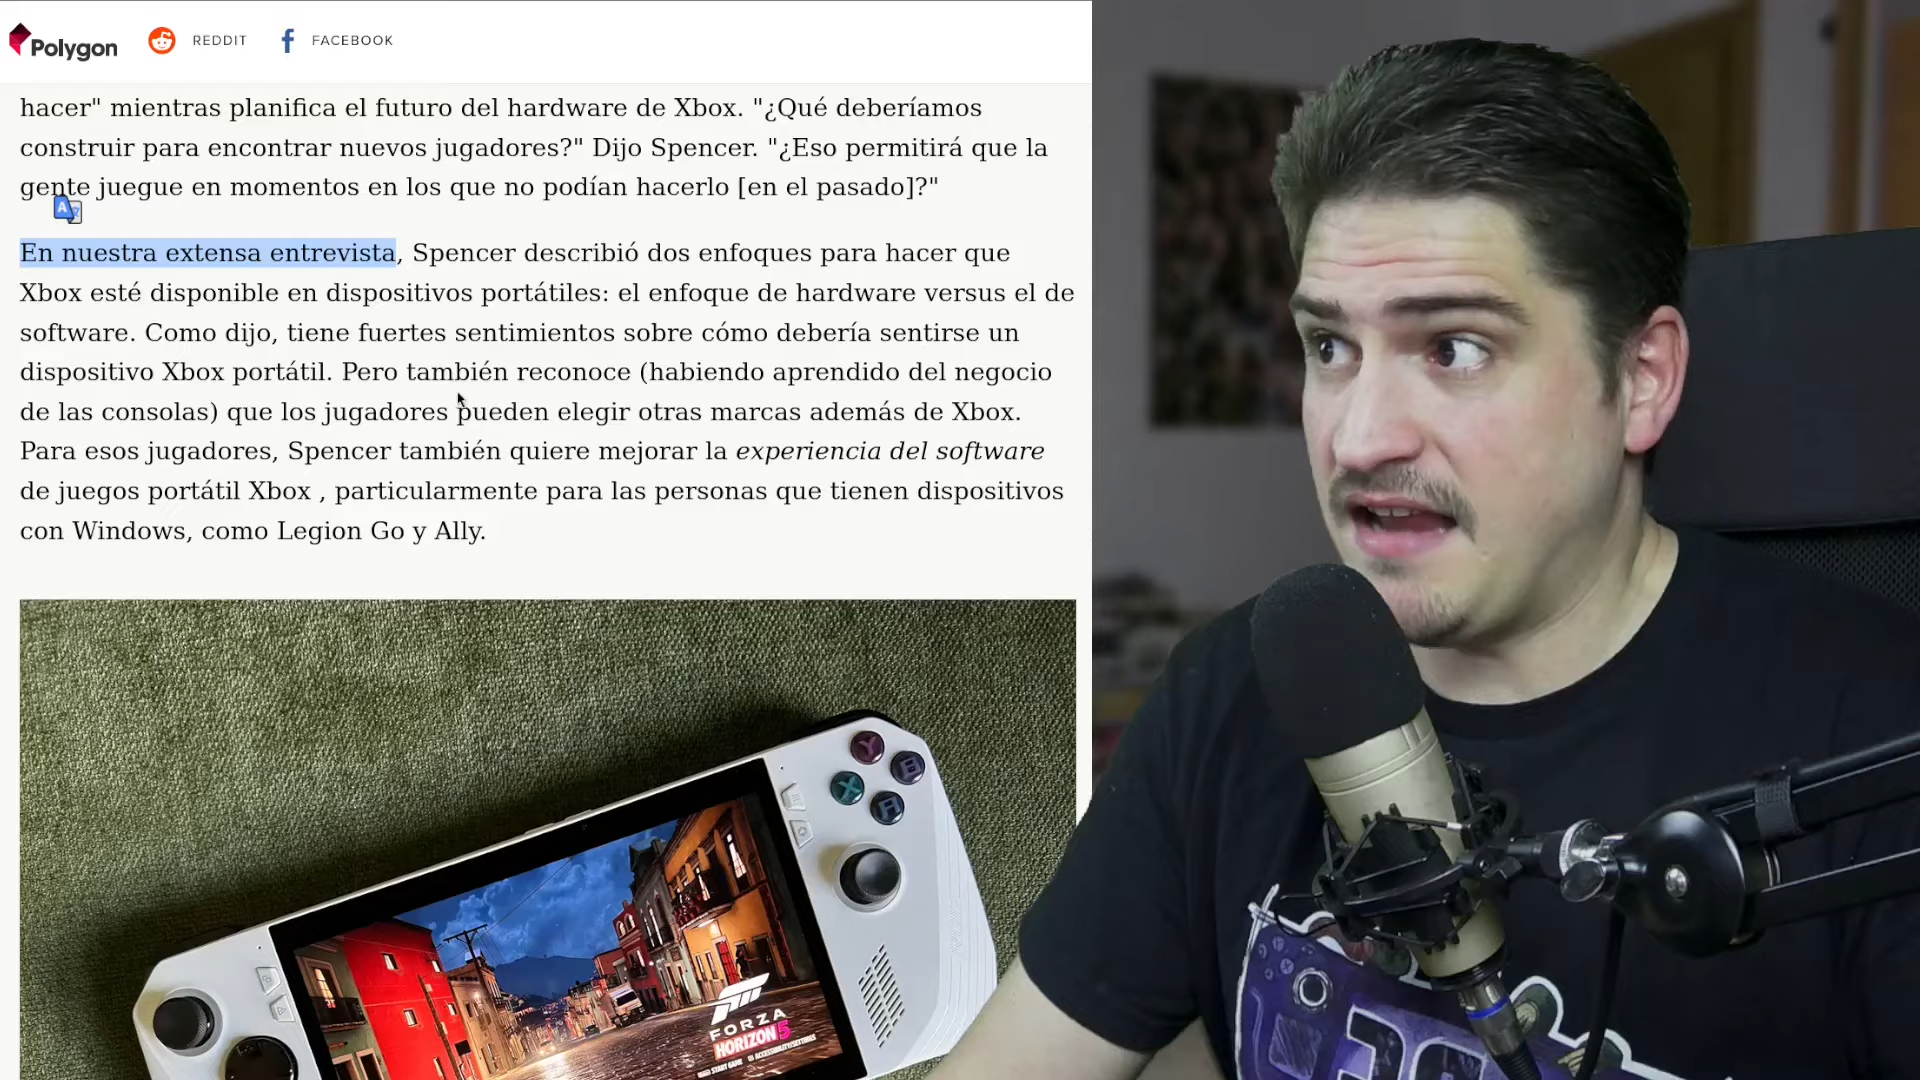 Polygon
REDDIT
FACEBOOK
hacer" mientras planifica el futuro del hardware de Xbox. "¿Qué deberíamos
construir para encontrar nuevos jugadores?" Dijo Spencer. "¿Eso permitirá que la
gente juegue en momentos en los que no podían hacerlo [en el pasado]?"
En nuestra extensa entrevista, Spencer describió dos enfoques para hacer que
Xbox esté disponible en dispositivos portátiles: el enfoque de hardware versus el de
software. Como dijo, tiene fuertes sentimientos sobre cómo debería sentirse un
dispositivo Xbox portátil. Pero también reconoce (habiendo aprendido del negocio
de las consolas) que los jugadores pueden elegir otras marcas además de Xbox.
Para esos jugadores, Spencer también quiere mejorar la experiencia del software
de juegos portátil Xbox , particularmente para las personas que tienen dispositivos
con Windows, como Legion Go y Ally.
Y
X
B
A
FORZA
HORIZON 5
START GAME
ACCESSIBILITY/SETTINGS